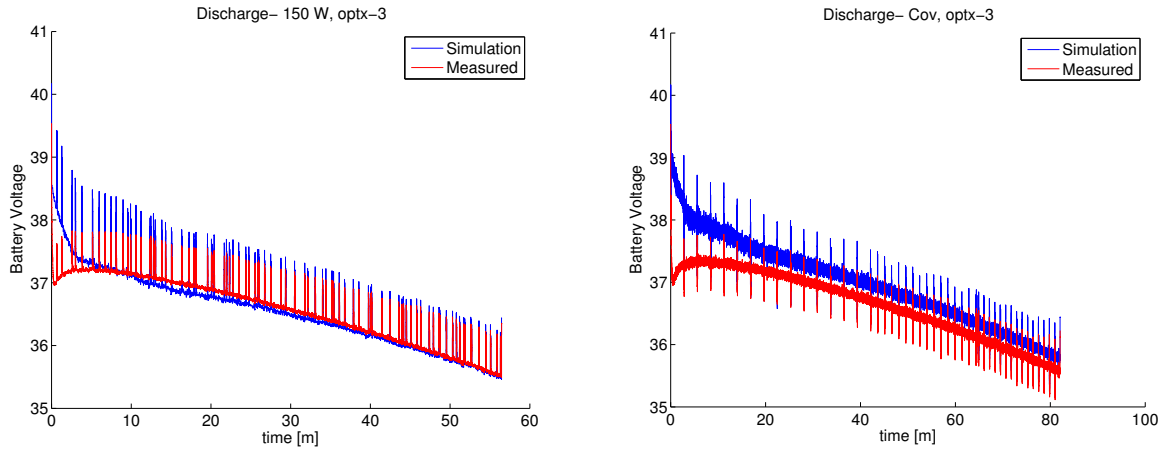 Discharge− 150 W, optx−3
Battery Voltage
41
40
39
38
37
36
35
0
10
20
30
40
50
60
time [m]
Simulation
Measured
Discharge− Cov, optx−3
Battery Voltage
41
40
39
38
37
36
35
0
20
40
60
80
100
time [m]
Simulation
Measured